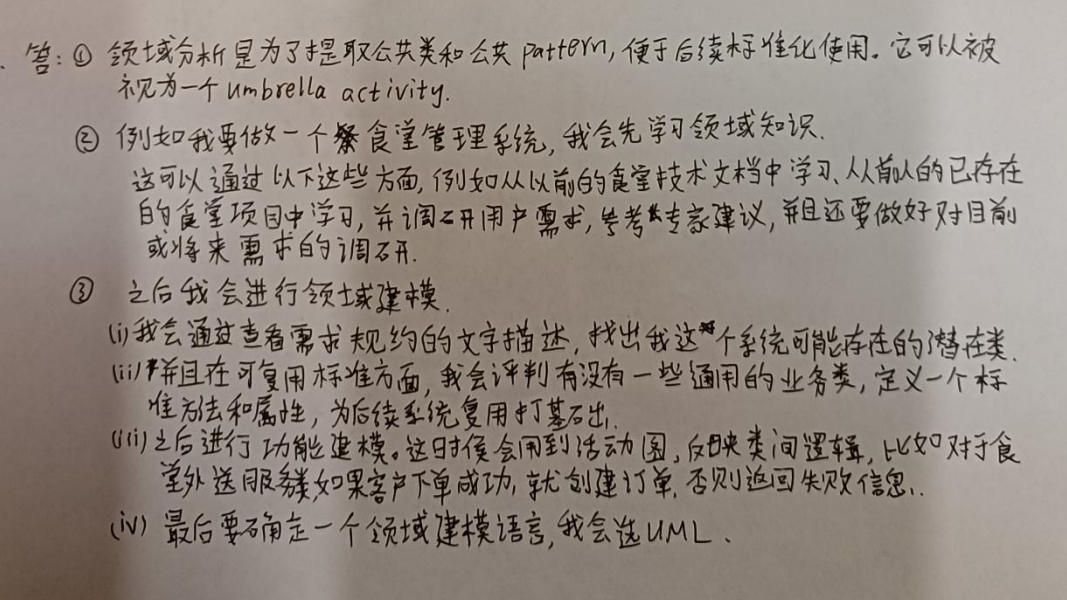 答：① 领域分析是为了提取公共类和公共 pattern，便于后续标准化使用。它可以被
视为一个 umbrella activity.
② 例如我要做一个食堂管理系统，我会先学习领域知识.
这可以通过以下这些方面，例如从以前的食堂技术文档中学习、从前人的已存在
的食堂项目中学习，并调研用户需求，参考专家建议，并且还要做好对目前
或将来需求的调研.
③ 之后我会进行领域建模.
(i) 我会通过查看需求规约的文字描述，找出我这个系统可能存在的潜在类.
(ii) 并且在可复用标准方面，我会评判有没有一些通用的业务类，定义一个标
准方法和属性，为后续系统复用打基础.
(iii) 之后进行功能建模。这时候会用到活动图，反映类间逻辑，比如对于食
堂外送服务类如果客户下单成功，就创建订单，否则返回失败信息.
(iv) 最后要确定一个领域建模语言，我会选UML.